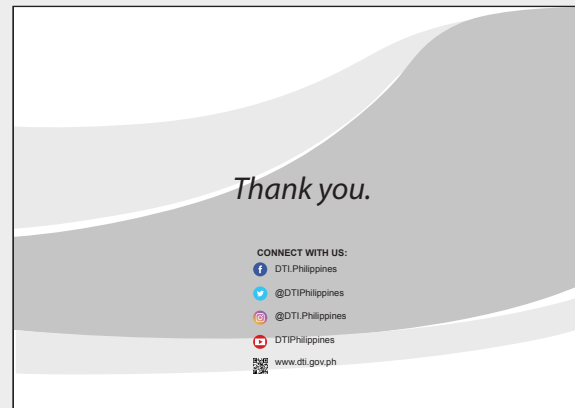 Thank you.
CONNECT WITH US:
DTI.Philippines
@DTIPhilippines
@DTI.Philippines
DTIPhilippines
www.dti.gov.ph